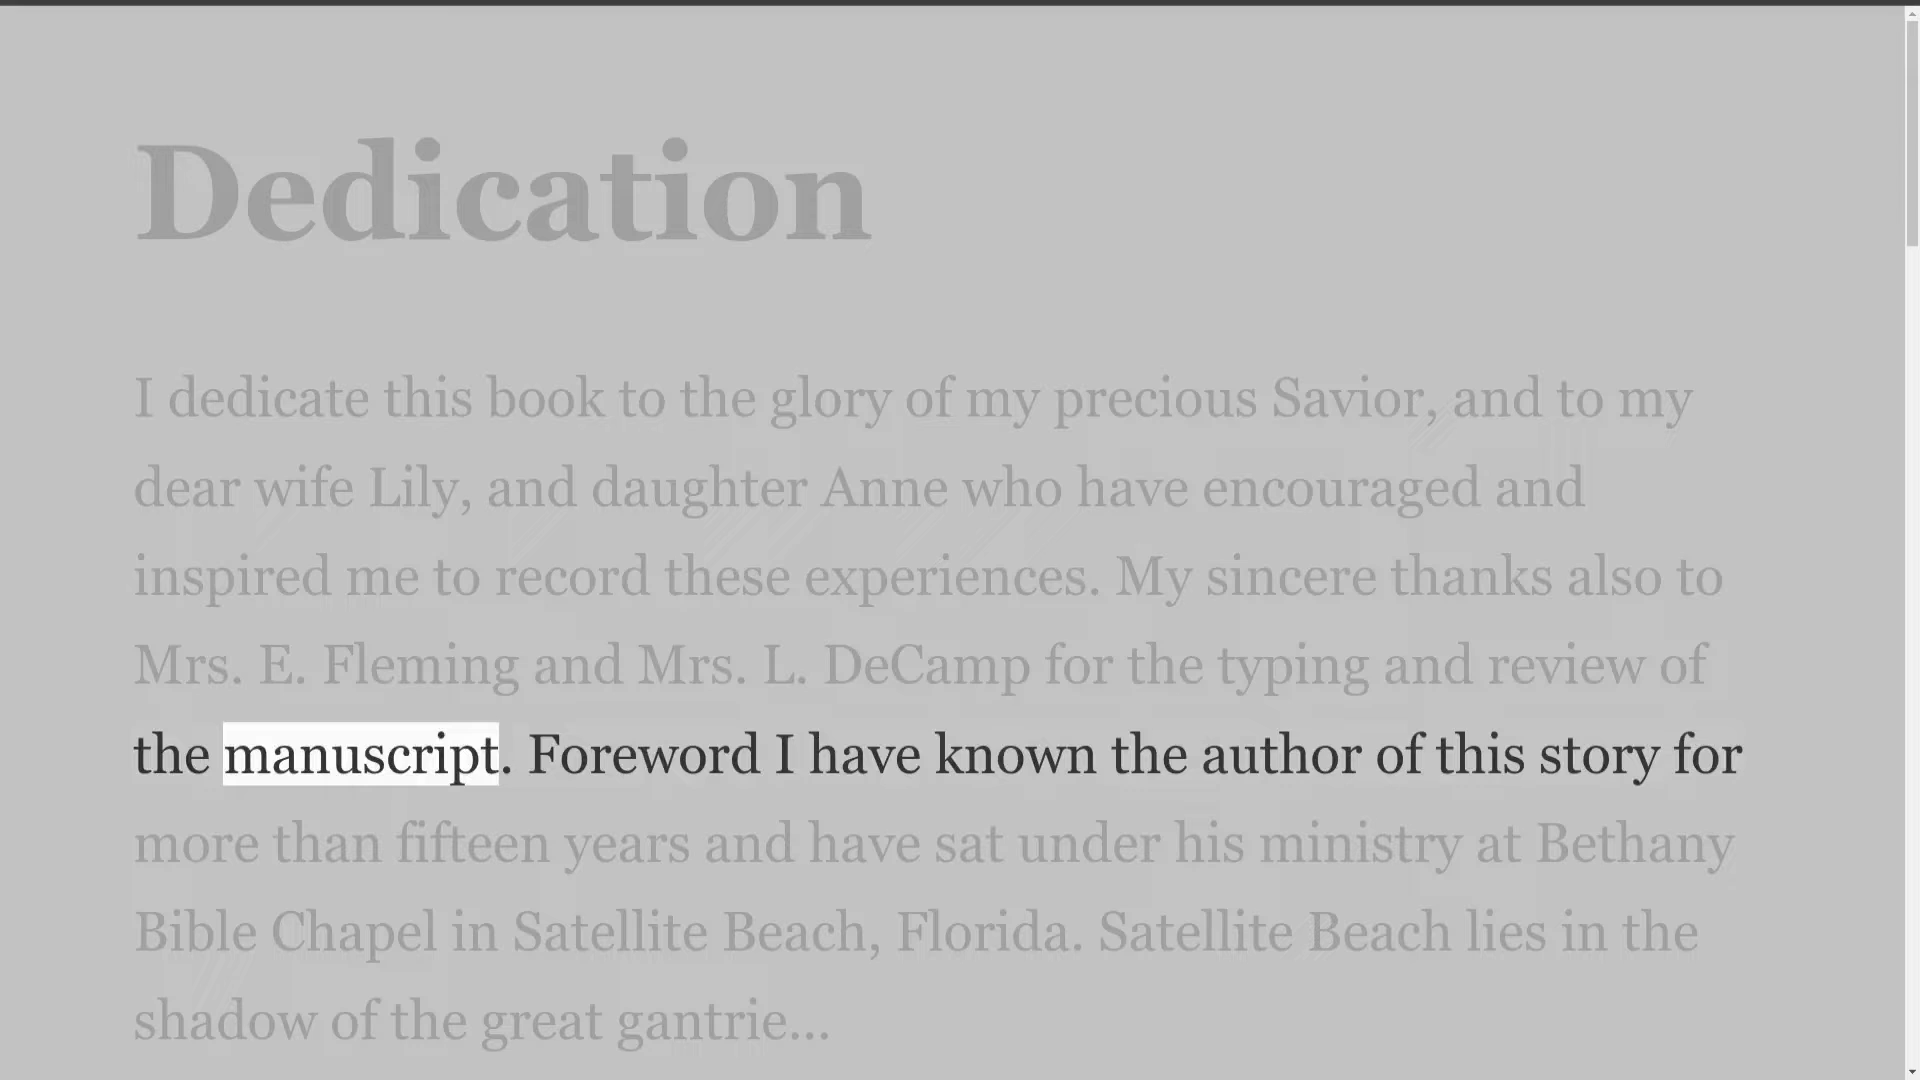 Dedication
I dedicate this book to the glory of my precious Savior, and to my
dear wife Lily, and daughter Anne who have encouraged and
inspired me to record these experiences. My sincere thanks also to
Mrs. E. Fleming and Mrs. L. DeCamp for the typing and review of
the manuscript. Foreword I have known the author of this story for
more than fifteen years and have sat under his ministry at Bethany
Bible Chapel in Satellite Beach, Florida. Satellite Beach lies in the
shadow of the great gantrie...